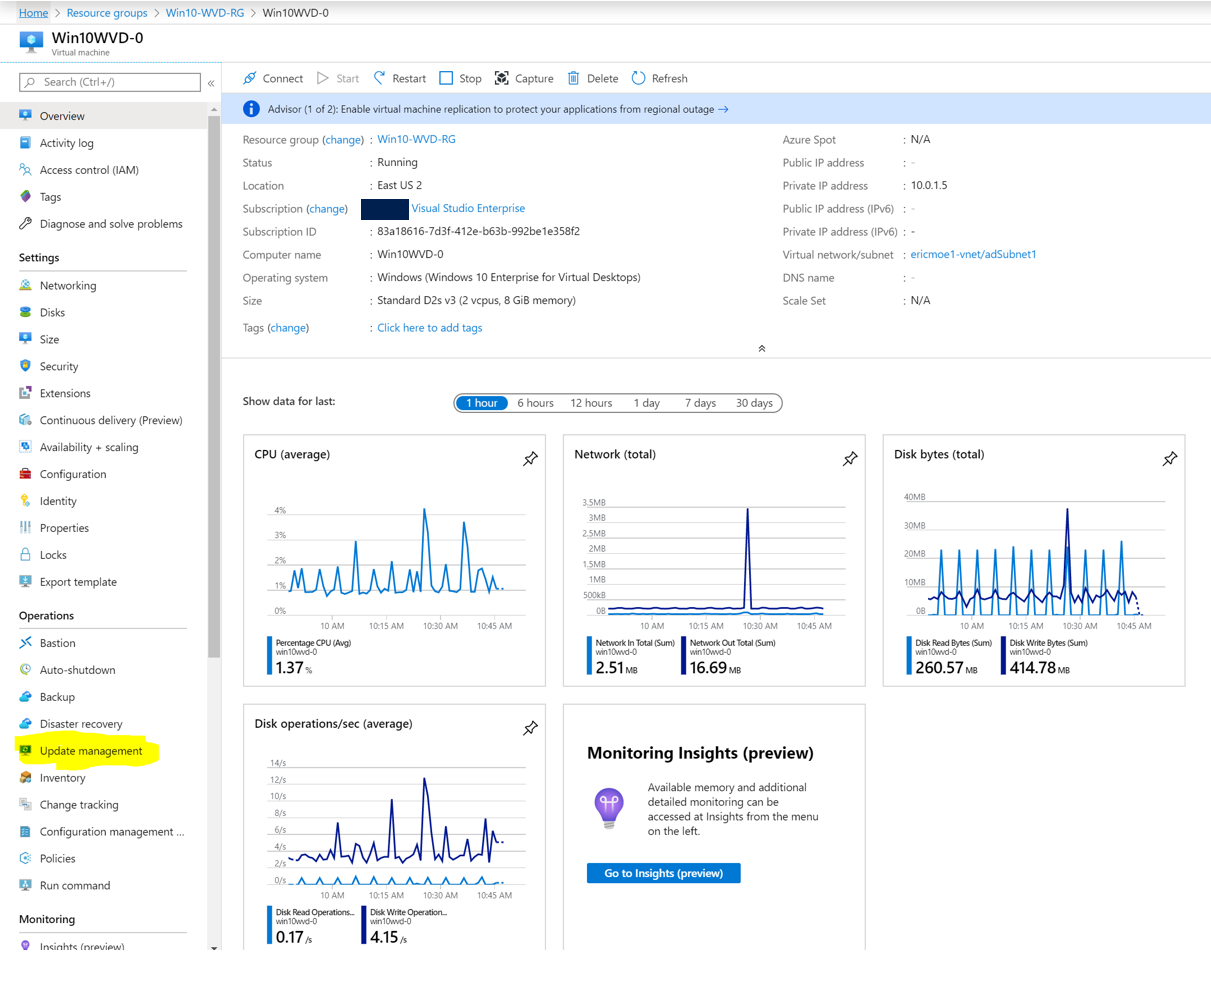 Home > Resource groups > Win10-WVD-RG > Win10WVD-0
Win10WVD-0
Virtual machine
Search (Ctrl+/)
«
Overview
Activity log
Access control (IAM)
Tags
Diagnose and solve problems
Settings
Networking
Disks
Size
Security
Extensions
Continuous delivery (Preview)
Availability + scaling
Configuration
Identity
Properties
Locks
Export template
Operations
Bastion
Auto-shutdown
Backup
Disaster recovery
Update management
Inventory
Change tracking
Configuration management ...
Policies
Run command
Monitoring
Insights (preview)
Connect Start Restart Stop Capture Delete Refresh
Advisor (1 of 2): Enable virtual machine replication to protect your applications from regional outage →
Resource group (change) : Win10-WVD-RG
Status : Running
Location : East US 2
Subscription (change) Visual Studio Enterprise
Subscription ID : 83a18616-7d3f-412e-b63b-992be1e358f2
Computer name : Win10WVD-0
Operating system : Windows (Windows 10 Enterprise for Virtual Desktops)
Size : Standard D2s v3 (2 vcpus, 8 GiB memory)
Tags (change) : Click here to add tags
Azure Spot : N/A
Public IP address : -
Private IP address : 10.0.1.5
Public IP address (IPv6) : -
Private IP address (IPv6) : -
Virtual network/subnet : ericmoe1-vnet/adSubnet1
DNS name : -
Scale Set : N/A
Show data for last:
1 hour 6 hours 12 hours 1 day 7 days 30 days
CPU (average)
4%
3%
2%
1%
0%
10 AM 10:15 AM 10:30 AM 10:45 AM
Percentage CPU (Avg)
win10wvd-0
1.37 %
Network (total)
3.5MB
3MB
2.5MB
2MB
1.5MB
1MB
500kB
0B
10 AM 10:15 AM 10:30 AM 10:45 AM
Network In Total (Sum) Network Out Total (Sum)
win10wvd-0 win10wvd-0
2.51 MB 16.69 MB
Disk bytes (total)
40MB
30MB
20MB
10MB
0B
10 AM 10:15 AM 10:30 AM 10:45 AM
Disk Read Bytes (Sum) Disk Write Bytes (Sum)
win10wvd-0 win10wvd-0
260.57 MB 414.78 MB
Disk operations/sec (average)
14/s
12/s
10/s
8/s
6/s
4/s
2/s
0/s
10 AM 10:15 AM 10:30 AM 10:45 AM
Disk Read Operations... Disk Write Operation...
win10wvd-0 win10wvd-0
0.17 /s 4.15 /s
Monitoring Insights (preview)
Available memory and additional
detailed monitoring can be
accessed at Insights from the menu
on the left.
Go to Insights (preview)